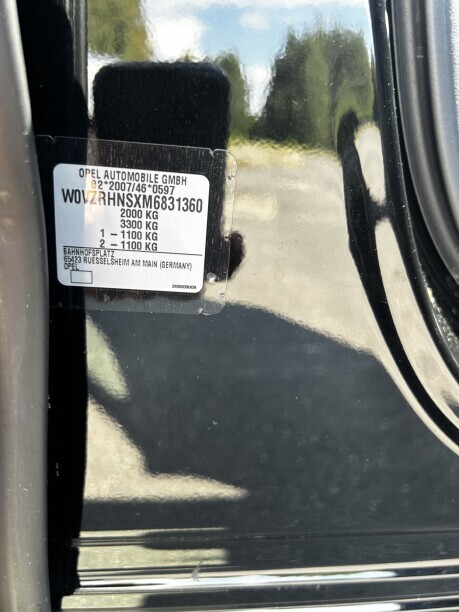 OPEL AUTOMOBILE GMBH
e2*2007/46*0597
W0VZRHNSXM6831360
2000 KG
3300 KG
1 – 1100 KG
2 – 1100 KG
BAHNHOFSPLATZ
65423 RUESSELSHEIM AM MAIN (GERMANY)
OPEL